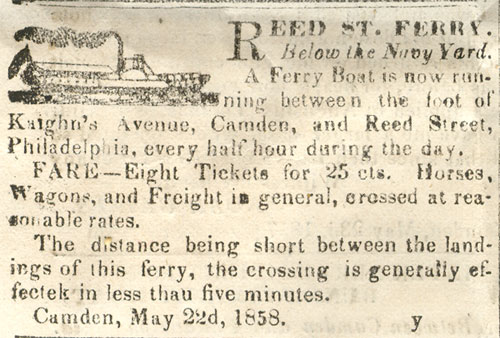 REED ST. FERRY.
Below the Navy Yard.
A Ferry Boat is now run-
ning between the foot of
Kaighn's Avenue, Camden, and Reed Street,
Philadelphia, every half hour during the day.
FARE—Eight Tickets for 25 cts. Horses,
Wagons, and Freight in general, crossed at rea-
sonable rates.
The distance being short between the land-
ings of this ferry, the crossing is generally ef-
fectek in less thau five minutes.
Camden, May 22d, 1858. y